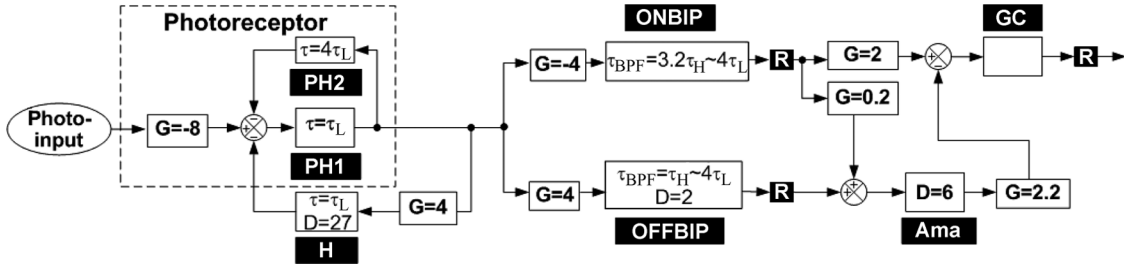 Photoreceptor
ONBIP
GC
τ=4τL
PH2
G=-4
τBPF=3.2τH~4τL
R
G=2
+
−
R
Photo-
input
G=-8
−
+
−
τ=τL
PH1
G=0.2
τ=τL
D=27
H
G=4
G=4
τBPF=τH~4τL
D=2
OFFBIP
R
+
+
D=6
Ama
G=2.2